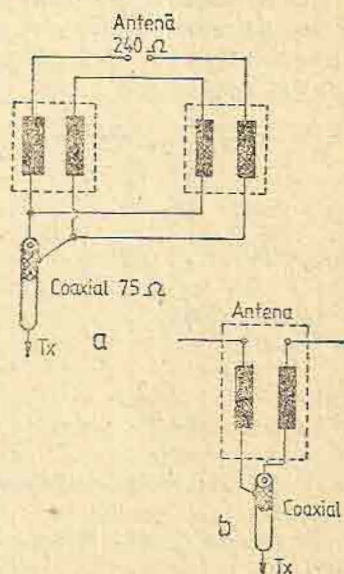 Antenă
240 Ω
Coaxial 75 Ω
Tx
a
Antena
Coaxial
b
Tx